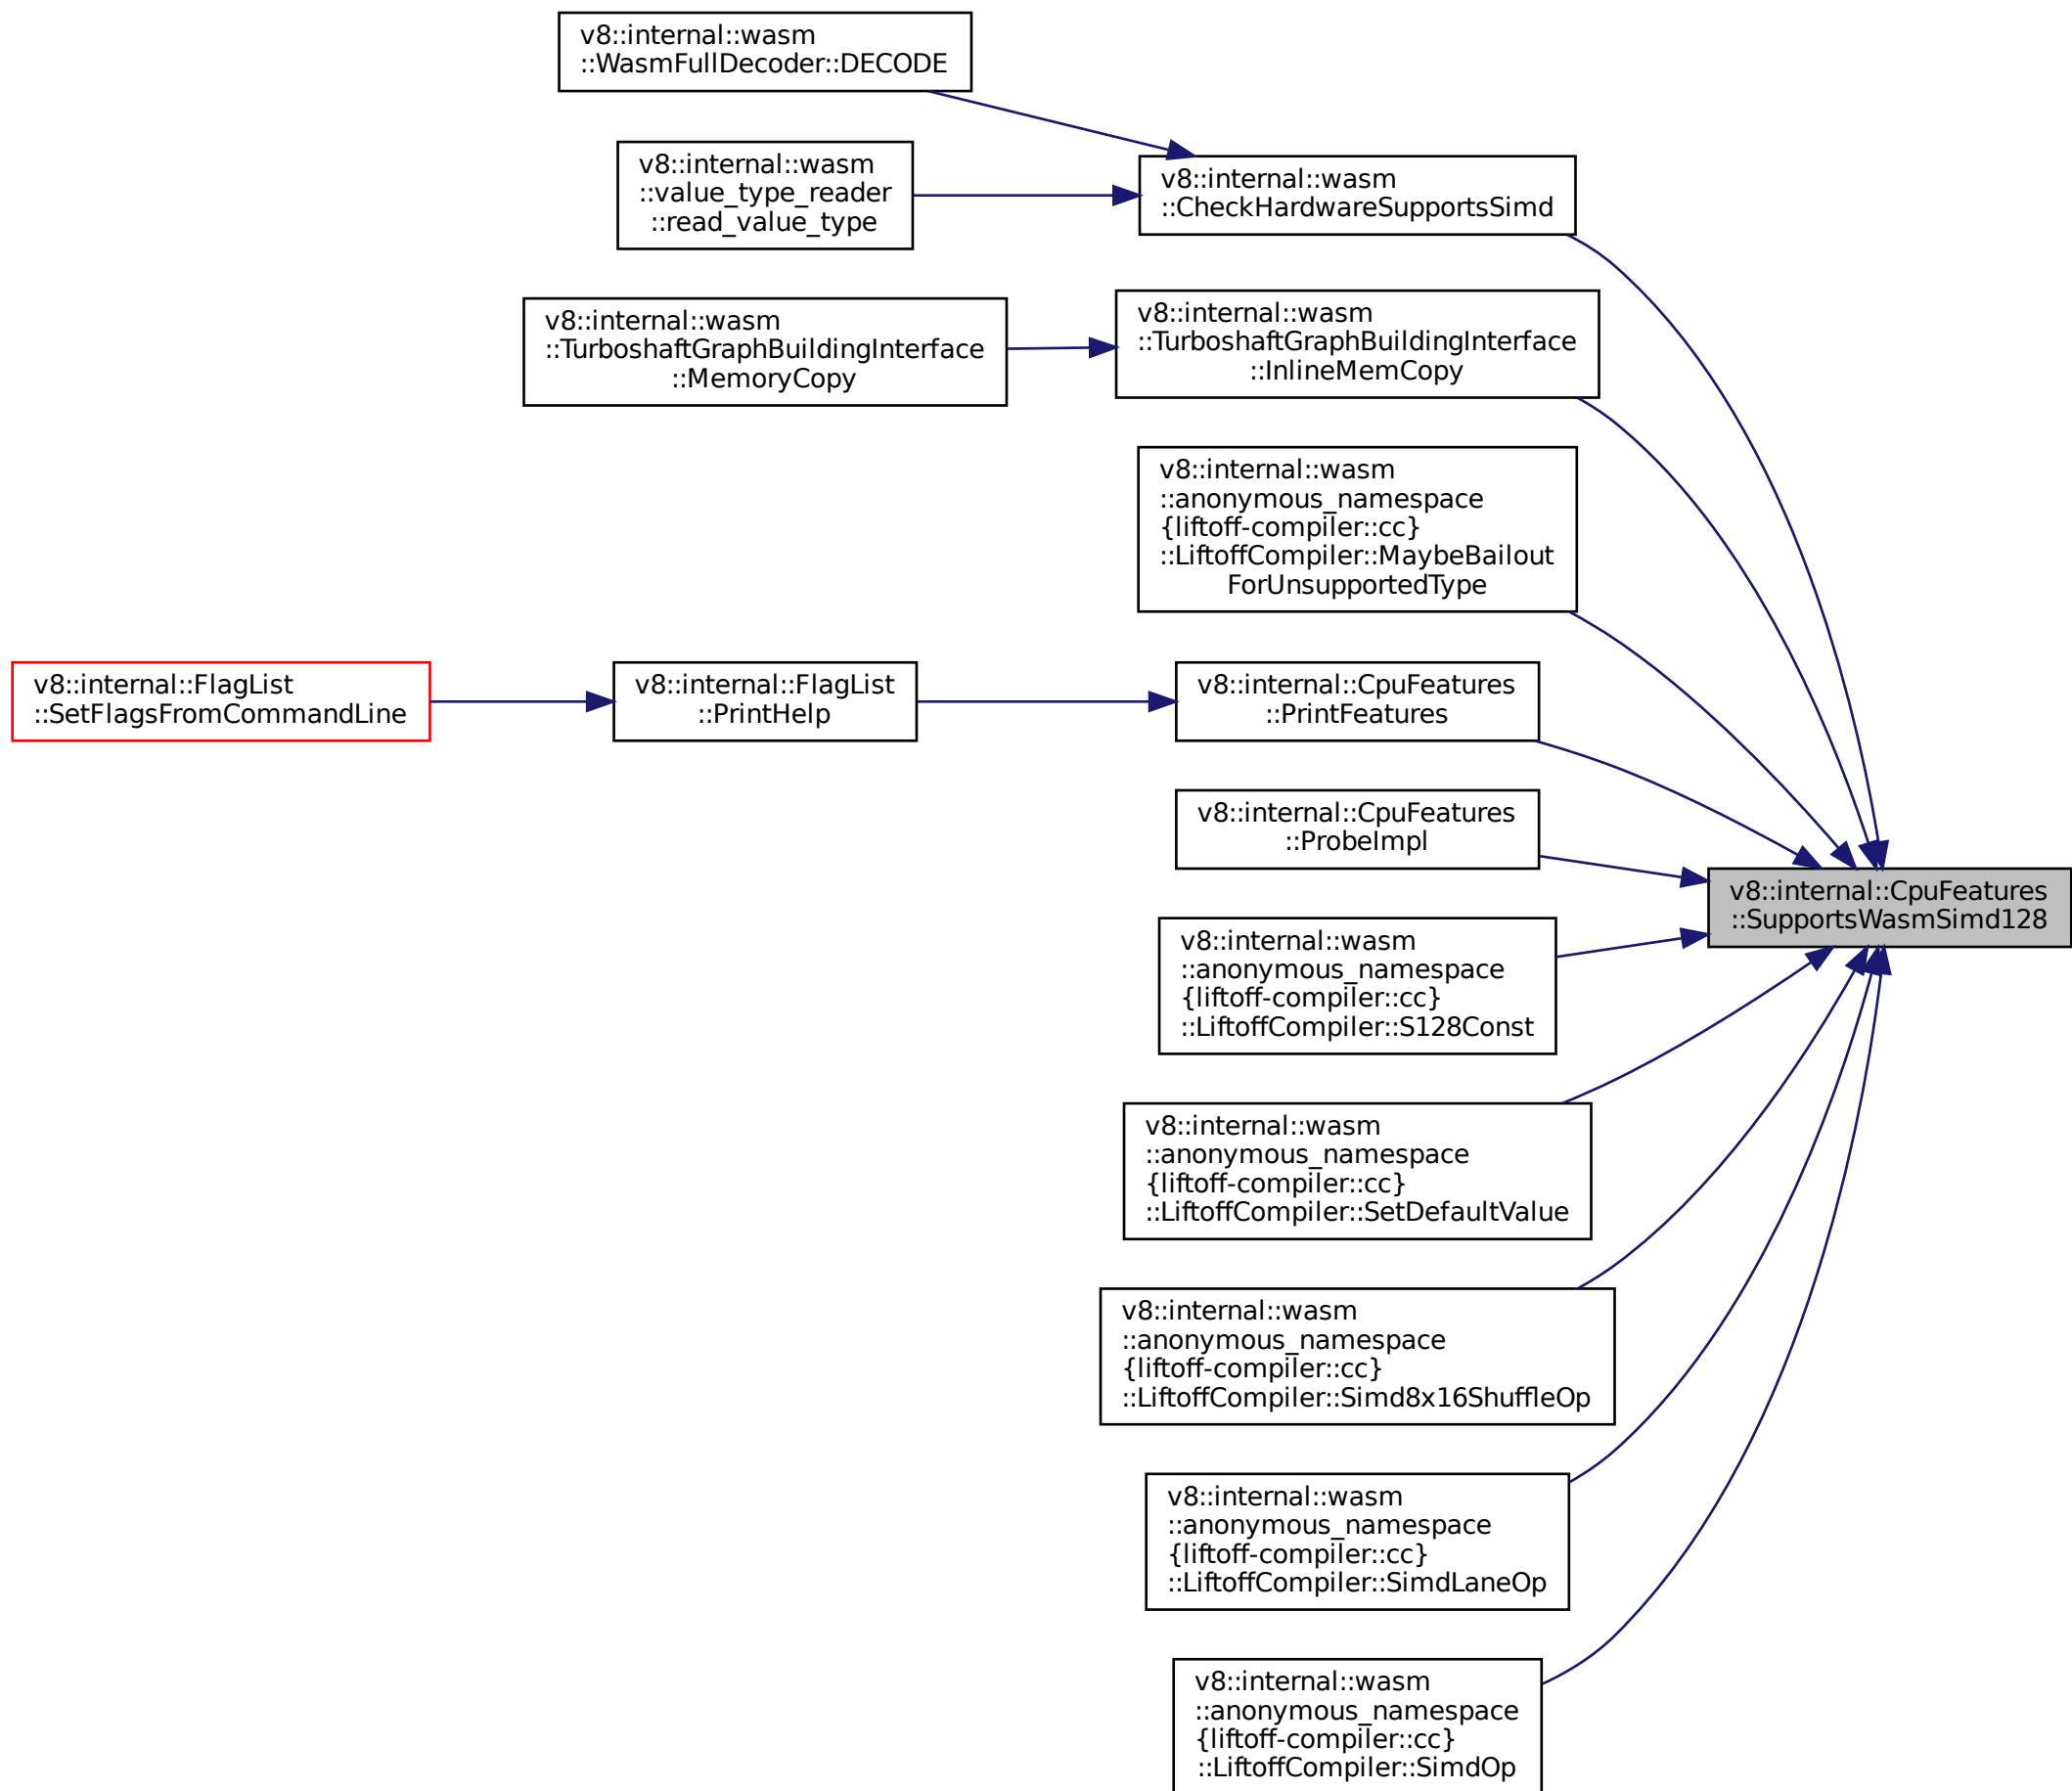 v8::internal::wasm
::WasmFullDecoder::DECODE
v8::internal::wasm
::value_type_reader
::read_value_type
v8::internal::wasm
::CheckHardwareSupportsSimd
v8::internal::wasm
::TurboshaftGraphBuildingInterface
::MemoryCopy
v8::internal::wasm
::TurboshaftGraphBuildingInterface
::InlineMemCopy
v8::internal::wasm
::anonymous_namespace
{liftoff-compiler::cc}
::LiftoffCompiler::MaybeBailout
ForUnsupportedType
v8::internal::FlagList
::SetFlagsFromCommandLine
v8::internal::FlagList
::PrintHelp
v8::internal::CpuFeatures
::PrintFeatures
v8::internal::CpuFeatures
::ProbeImpl
v8::internal::CpuFeatures
::SupportsWasmSimd128
v8::internal::wasm
::anonymous_namespace
{liftoff-compiler::cc}
::LiftoffCompiler::S128Const
v8::internal::wasm
::anonymous_namespace
{liftoff-compiler::cc}
::LiftoffCompiler::SetDefaultValue
v8::internal::wasm
::anonymous_namespace
{liftoff-compiler::cc}
::LiftoffCompiler::Simd8x16ShuffleOp
v8::internal::wasm
::anonymous_namespace
{liftoff-compiler::cc}
::LiftoffCompiler::SimdLaneOp
v8::internal::wasm
::anonymous_namespace
{liftoff-compiler::cc}
::LiftoffCompiler::SimdOp